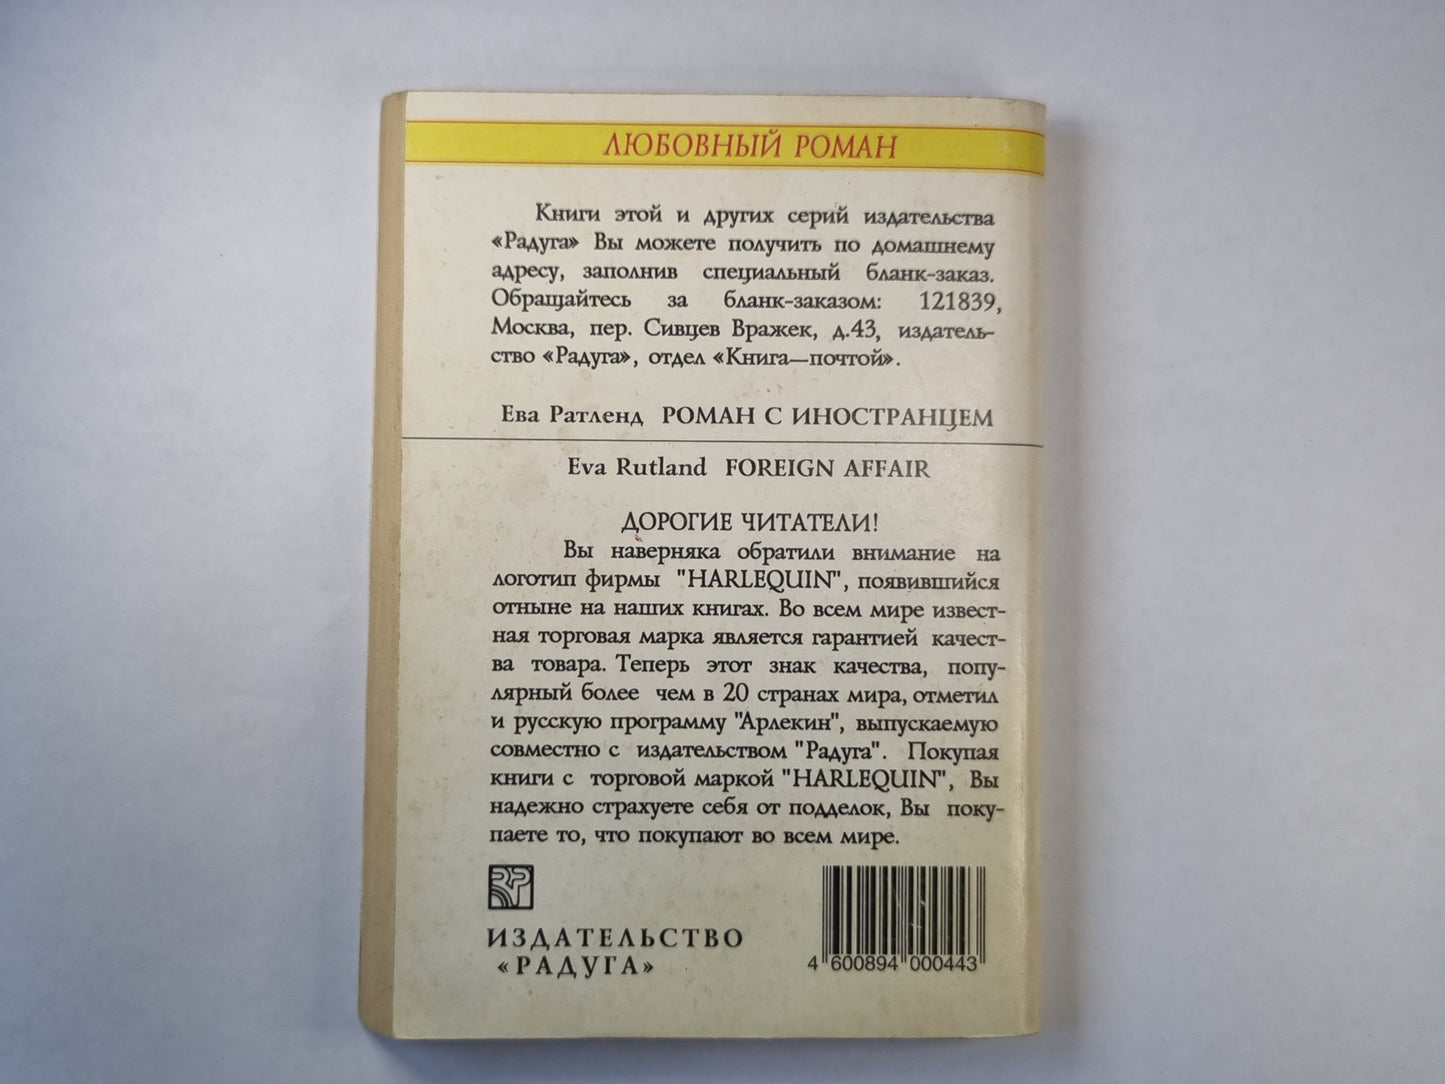 ЛЮБОВНЫЙ РОМАН
Книги этой и других серий издательства
«Радуга» Вы можете получить по домашнему
адресу, заполнив специальный бланк-заказ.
Обращайтесь за бланк-заказом: 121839,
Москва, пер. Сивцев Вражек, д.43, издатель-
ство «Радуга», отдел «Книга—почтой».
Ева Ратленд РОМАН С ИНОСТРАНЦЕМ
Eva Rutland FOREIGN AFFAIR
ДОРОГИЕ ЧИТАТЕЛИ!
Вы наверняка обратили внимание на
логотип фирмы "HARLEQUIN", появившийся
отныне на наших книгах. Во всем мире извест-
ная торговая марка является гарантией качест-
ва товара. Теперь этот знак качества, попу-
лярный более чем в 20 странах мира, отметил
и русскую программу "Арлекин", выпускаемую
совместно с издательством "Радуга". Покупая
книги с торговой маркой "HARLEQUIN", Вы
надежно страхуете себя от подделок, Вы поку-
паете то, что покупают во всем мире.
ИЗДАТЕЛЬСТВО
«РАДУГА»
4 600894 000443